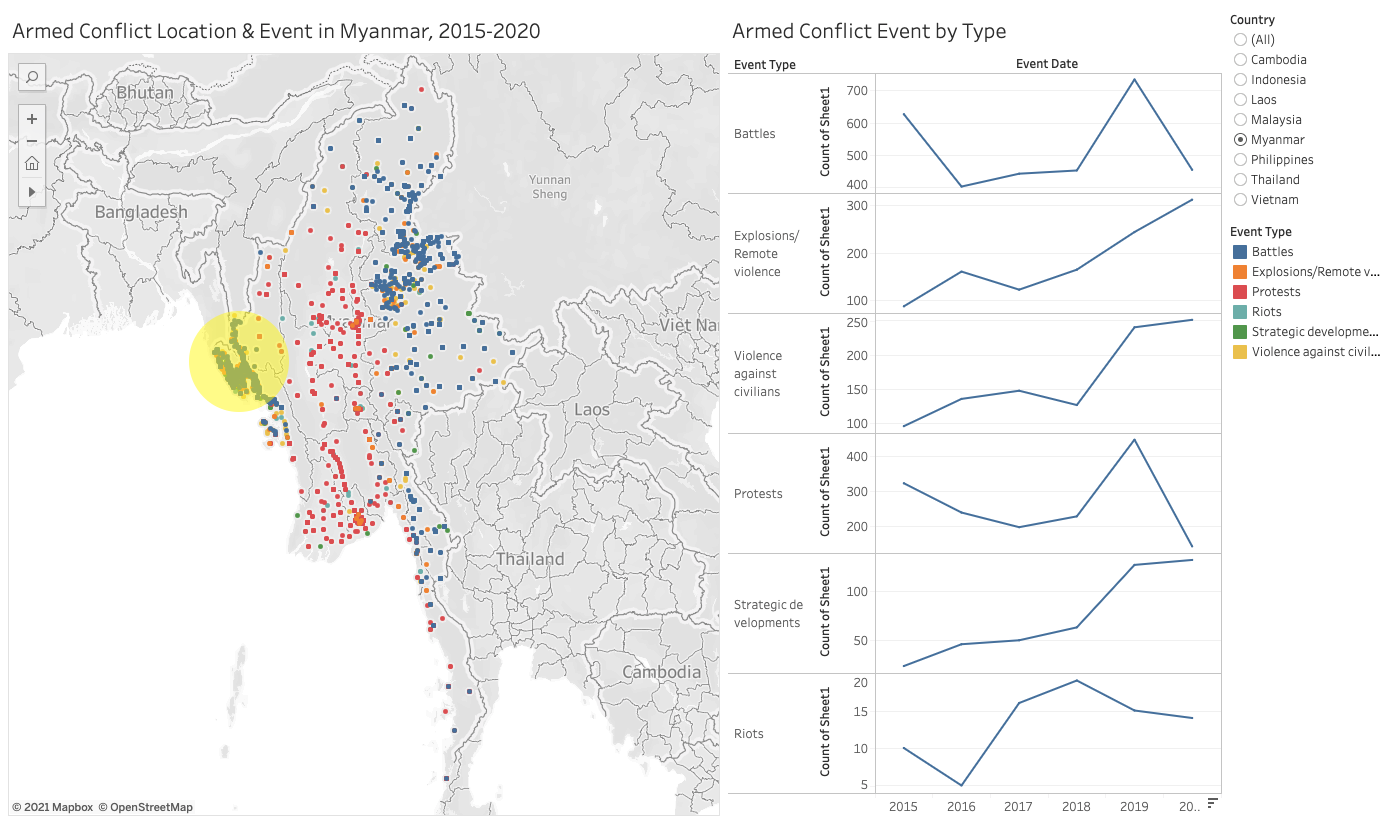 Armed Conflict Location & Event in Myanmar, 2015-2020
Bhutan
Bangladesh
Yunnan
Sheng
Viet Na
Laos
Thailand
Cambodia
© 2021 Mapbox © OpenStreetMap
Armed Conflict Event by Type
Event Type
Event Date
Battles
Count of Sheet1
700
600
500
400
Explosions/
Remote
violence
Count of Sheet1
300
200
100
Violence
against
civilians
Count of Sheet1
250
200
150
100
Protests
Count of Sheet1
400
300
200
Strategic de
velopments
Count of Sheet1
100
50
Riots
Count of Sheet1
20
15
10
5
2015
2016
2017
2018
2019
20..
Country
(All)
Cambodia
Indonesia
Laos
Malaysia
Myanmar
Philippines
Thailand
Vietnam
Event Type
Battles
Explosions/Remote v...
Protests
Riots
Strategic developme...
Violence against civil...